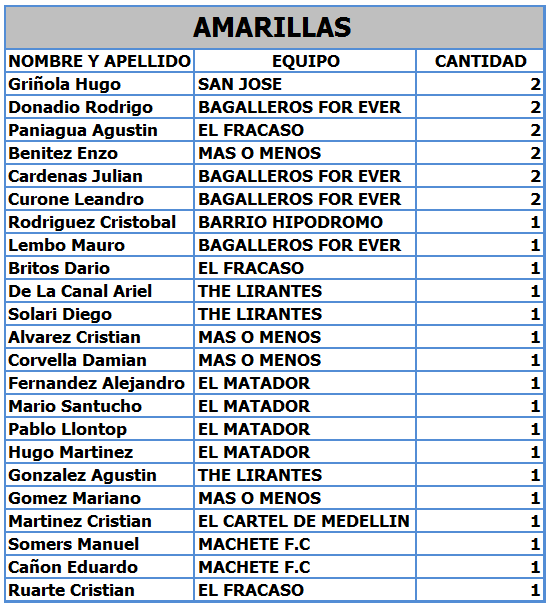 AMARILLAS
NOMBRE Y APELLIDO EQUIPO CANTIDAD
Griñola Hugo SAN JOSE 2
Donadio Rodrigo BAGALLEROS FOR EVER 2
Paniagua Agustin EL FRACASO 2
Benitez Enzo MAS O MENOS 2
Cardenas Julian BAGALLEROS FOR EVER 2
Curone Leandro BAGALLEROS FOR EVER 2
Rodriguez Cristobal BARRIO HIPODROMO 1
Lembo Mauro BAGALLEROS FOR EVER 1
Britos Dario EL FRACASO 1
De La Canal Ariel THE LIRANTES 1
Solari Diego THE LIRANTES 1
Alvarez Cristian MAS O MENOS 1
Corvella Damian MAS O MENOS 1
Fernandez Alejandro EL MATADOR 1
Mario Santucho EL MATADOR 1
Pablo Llontop EL MATADOR 1
Hugo Martinez EL MATADOR 1
Gonzalez Agustin THE LIRANTES 1
Gomez Mariano MAS O MENOS 1
Martinez Cristian EL CARTEL DE MEDELLIN 1
Somers Manuel MACHETE F.C 1
Cañon Eduardo MACHETE F.C 1
Ruarte Cristian EL FRACASO 1